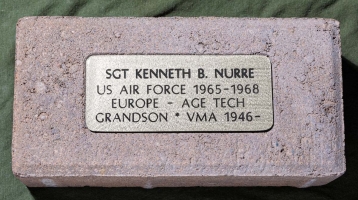 SGT KENNETH B. NURRE
US AIR FORCE 1965-1968
EUROPE - AGE TECH
GRANDSON * VMA 1946-